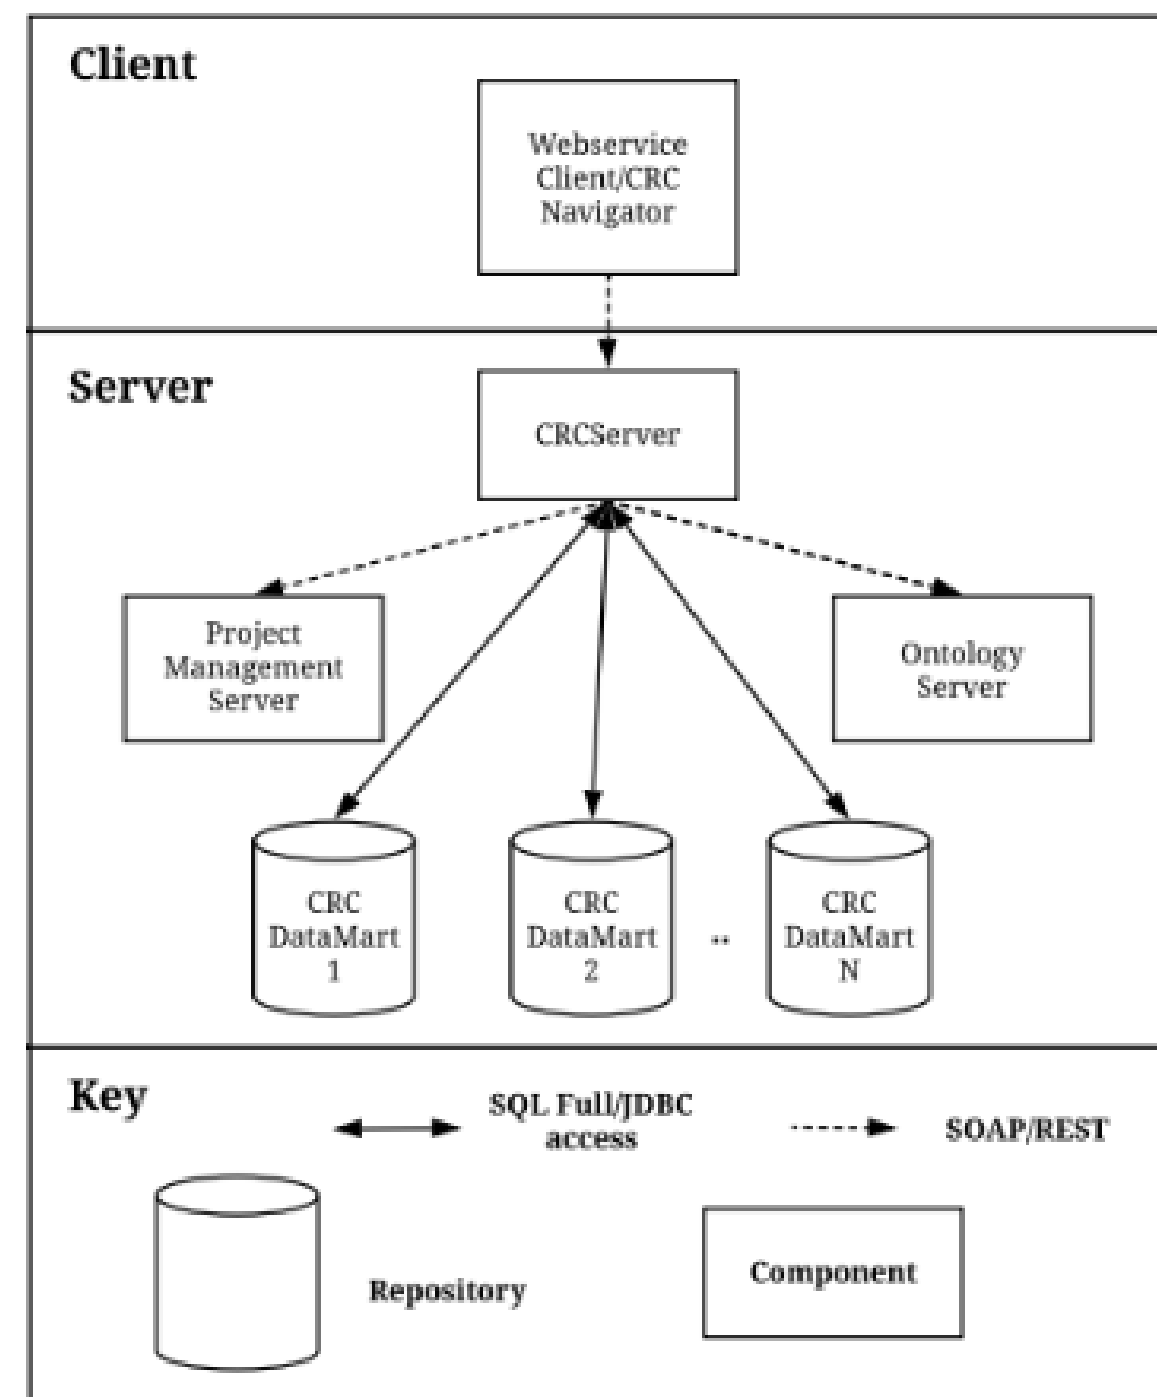 Client
Webservice
Client/CRC
Navigator
Server
CRCServer
Project
Management
Server
Ontology
Server
CRC
DataMart
1
CRC
DataMart
2
..
CRC
DataMart
N
Key
SQL Full/JDBC
access
SOAP/REST
Repository
Component